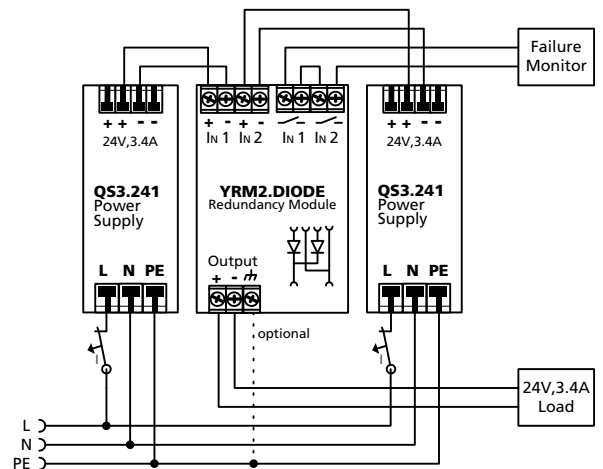 Failure
Monitor
+ + - -
24V,3.4A
QS3.241
Power
Supply
L N PE
+ - + -
IN 1 IN 2 IN 1 IN 2
YRM2.DIODE
Redundancy Module
Output
+ -
optional
+ + - -
24V,3.4A
QS3.241
Power
Supply
L N PE
I
I
24V,3.4A
Load
L
N
PE